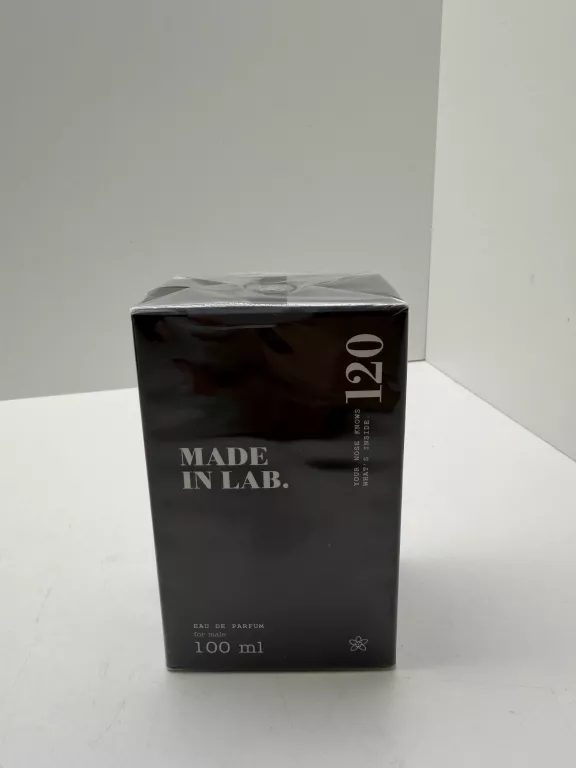 120
YOUR NOSE KNOWS
WHAT'S INSIDE.
MADE
IN LAB.
EAU DE PARFUM
for male
100 ml